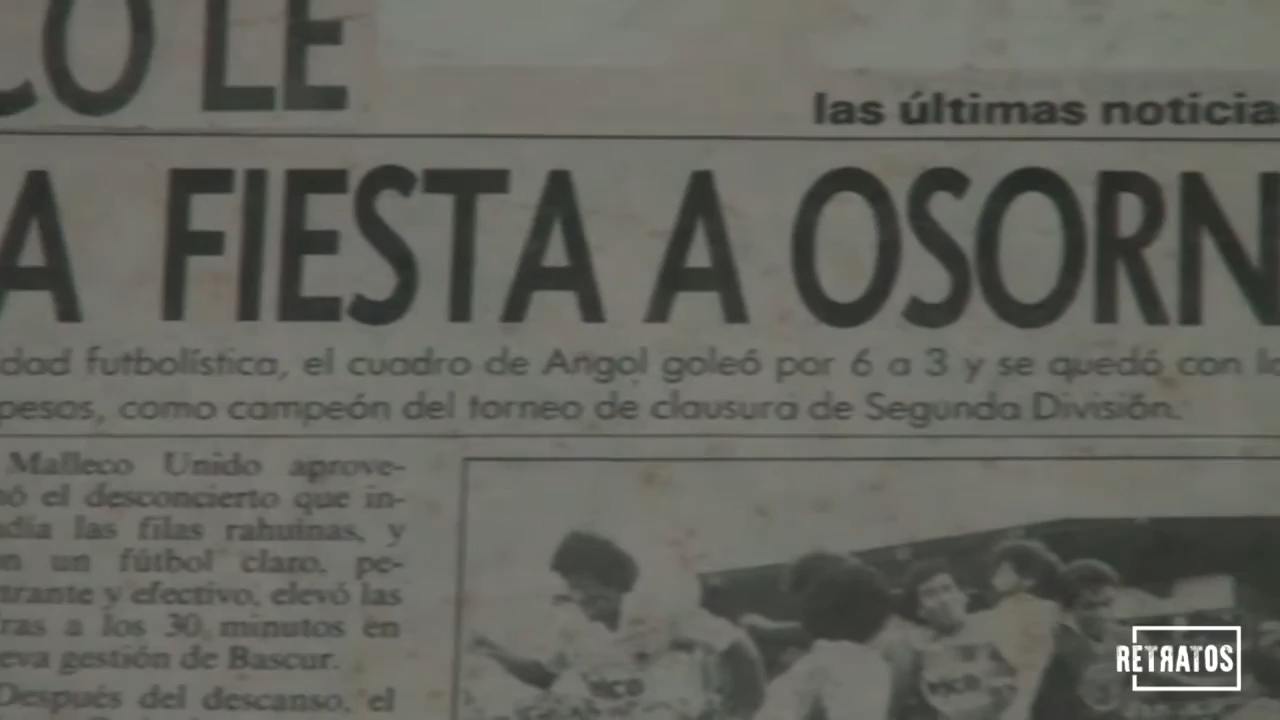 CO LE
las últimas noticia
A FIESTA A OSORN
dad futbolística, el cuadro de Angol goleó por 6 a 3 y se quedó con l
pesos, como campeón del torneo de clausura de Segunda División.
Malleco Unido aprove-
ó el desconcierto que in-
adía las filas rahuinas, y
n un fútbol claro, pe-
trante y efectivo, elevó las
fras a los 30 minutos en
eva gestión de Bascur.
Después del descanso, el
RETRATOS